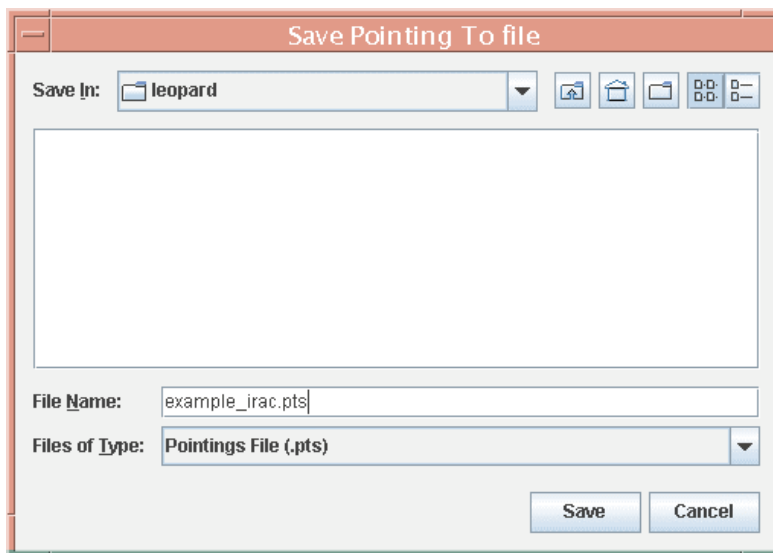 Save Pointing To file
Save In: leopard
File Name: example_irac.pts
Files of Type: Pointings File (.pts)
Save Cancel